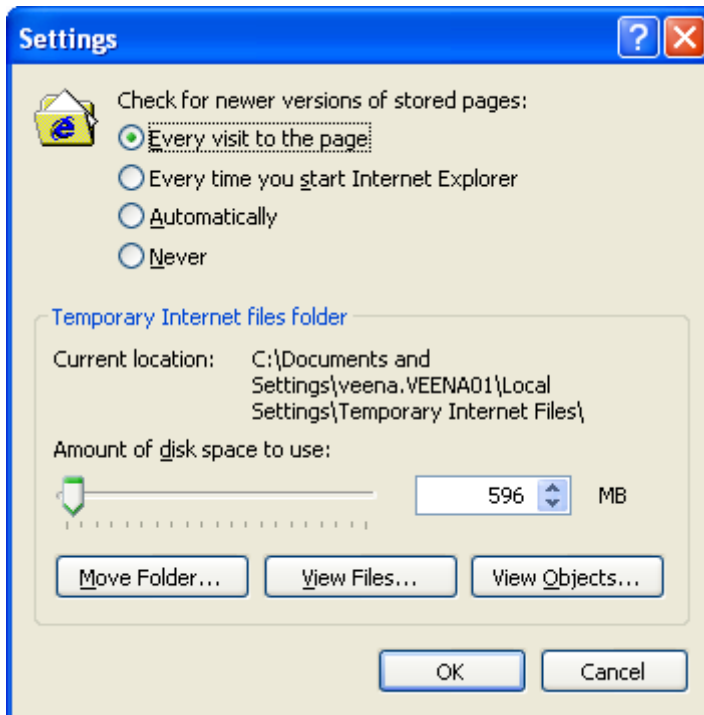 Settings
Check for newer versions of stored pages:
Every visit to the page
Every time you start Internet Explorer
Automatically
Never
Temporary Internet files folder
Current location: C:\Documents and
Settings\veena.VEENA01\Local
Settings\Temporary Internet Files\
Amount of disk space to use:
596 MB
Move Folder... View Files... View Objects...
OK Cancel